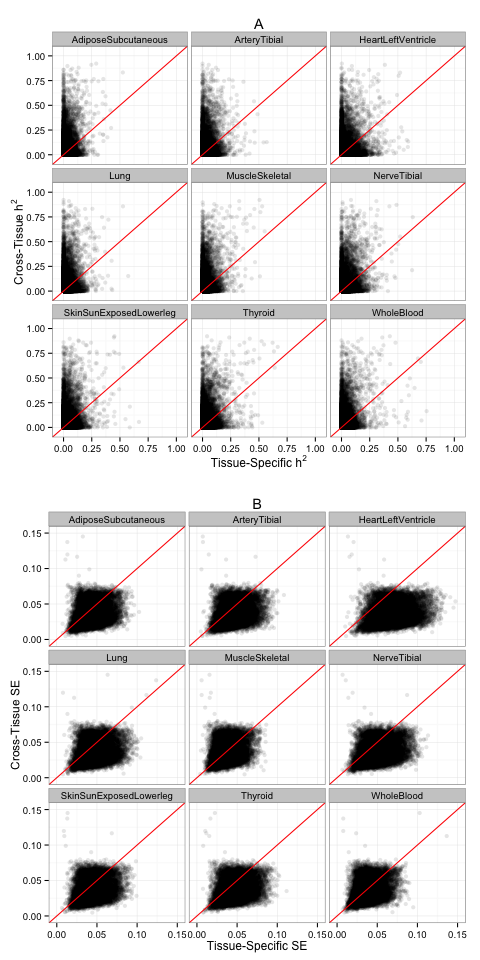 A
AdiposeSubcutaneous ArteryTibial HeartLeftVentricle
1.00
0.75
0.50
0.25
0.00
Lung MuscleSkeletal NerveTibial
1.00
0.75
0.50
0.25
0.00
Cross-Tissue h²
SkinSunExposedLowerleg Thyroid WholeBlood
1.00
0.75
0.50
0.25
0.00
0.00 0.25 0.50 0.75 1.00 0.00 0.25 0.50 0.75 1.00 0.00 0.25 0.50 0.75 1.00
Tissue-Specific h²
B
AdiposeSubcutaneous ArteryTibial HeartLeftVentricle
0.15
0.10
0.05
0.00
Lung MuscleSkeletal NerveTibial
0.15
0.10
0.05
0.00
Cross-Tissue SE
SkinSunExposedLowerleg Thyroid WholeBlood
0.15
0.10
0.05
0.00
0.00 0.05 0.10 0.15 0.00 0.05 0.10 0.15 0.00 0.05 0.10 0.15
Tissue-Specific SE